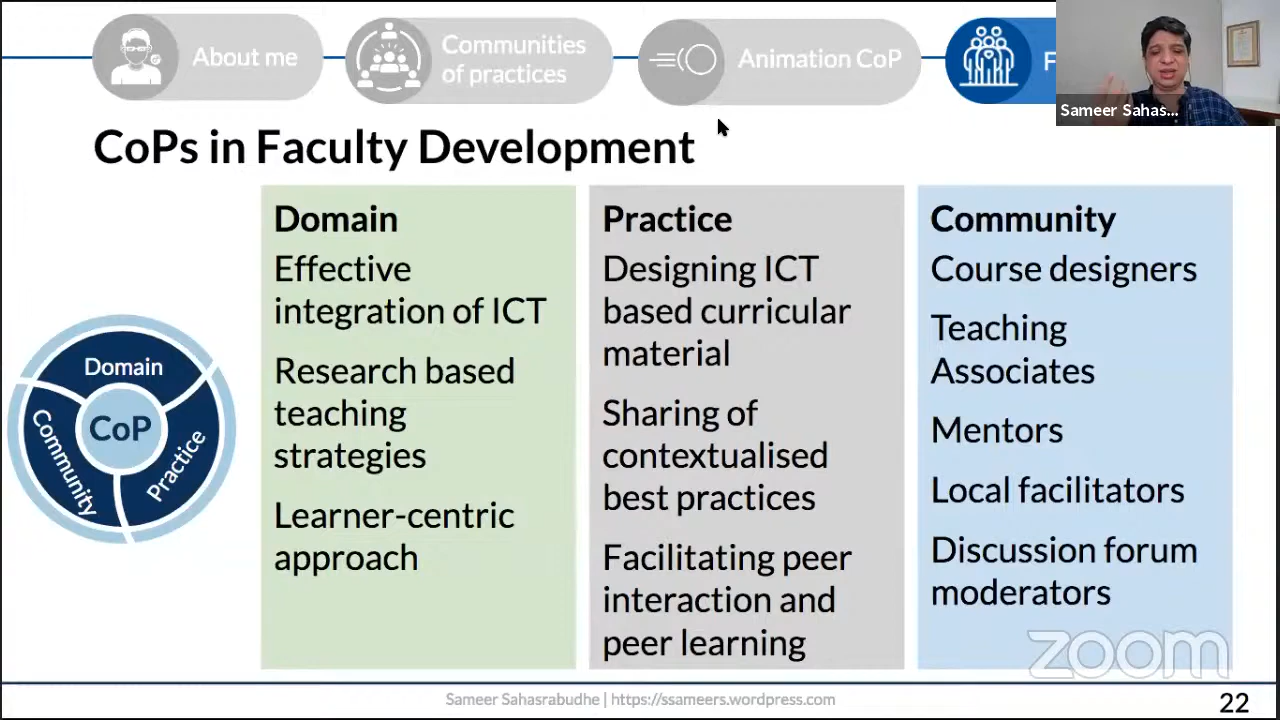 About me
Communities
of practices
Animation CoP
F
Sameer Sahas...
CoPs in Faculty Development
Domain
Effective
integration of ICT
Research based
teaching
strategies
Learner-centric
approach
Practice
Designing ICT
based curricular
material
Sharing of
contextualised
best practices
Facilitating peer
interaction and
peer learning
Community
Course designers
Teaching
Associates
Mentors
Local facilitators
Discussion forum
moderators
Domain
CoP
Community
Practice
zoom
Sameer Sahasrabudhe | https://ssameers.wordpress.com
22